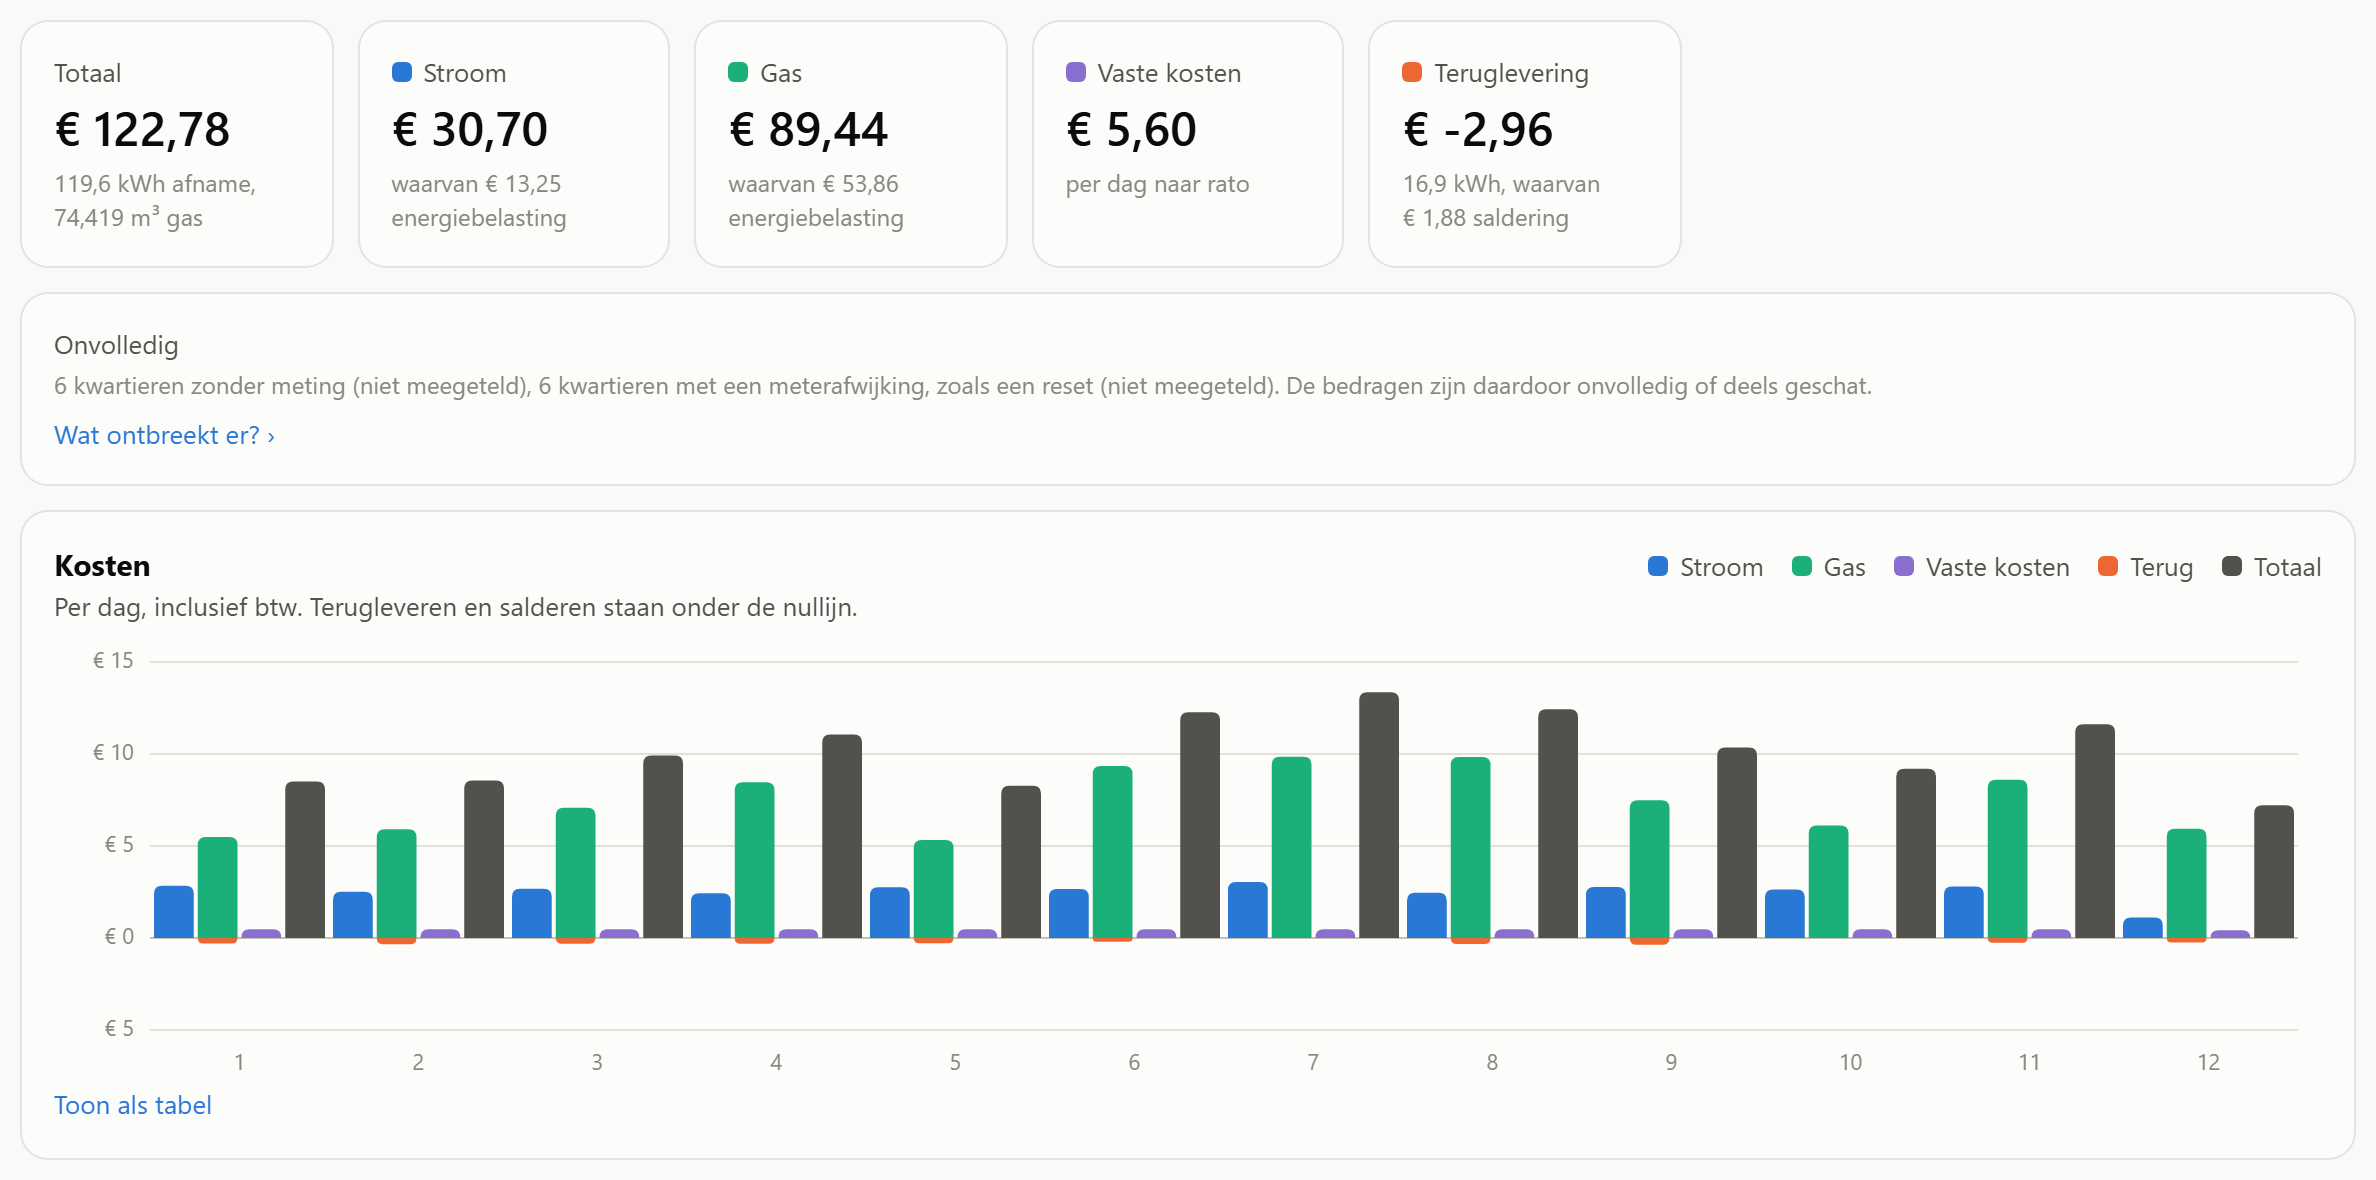 Totaal
€ 122,78
119,6 kWh afname,
74,419 m³ gas
Stroom
€ 30,70
waarvan € 13,25
energiebelasting
Gas
€ 89,44
waarvan € 53,86
energiebelasting
Vaste kosten
€ 5,60
per dag naar rato
Teruglevering
€ -2,96
16,9 kWh, waarvan
€ 1,88 saldering
Onvolledig
6 kwartieren zonder meting (niet meegeteld), 6 kwartieren met een meterafwijking, zoals een reset (niet meegeteld). De bedragen zijn daardoor onvolledig of deels geschat.
Wat ontbreekt er? ›
Kosten
Stroom Gas Vaste kosten Terug Totaal
Per dag, inclusief btw. Terugleveren en salderen staan onder de nullijn.
€ 15
€ 10
€ 5
€ 0
€ 5
1 2 3 4 5 6 7 8 9 10 11 12
Toon als tabel